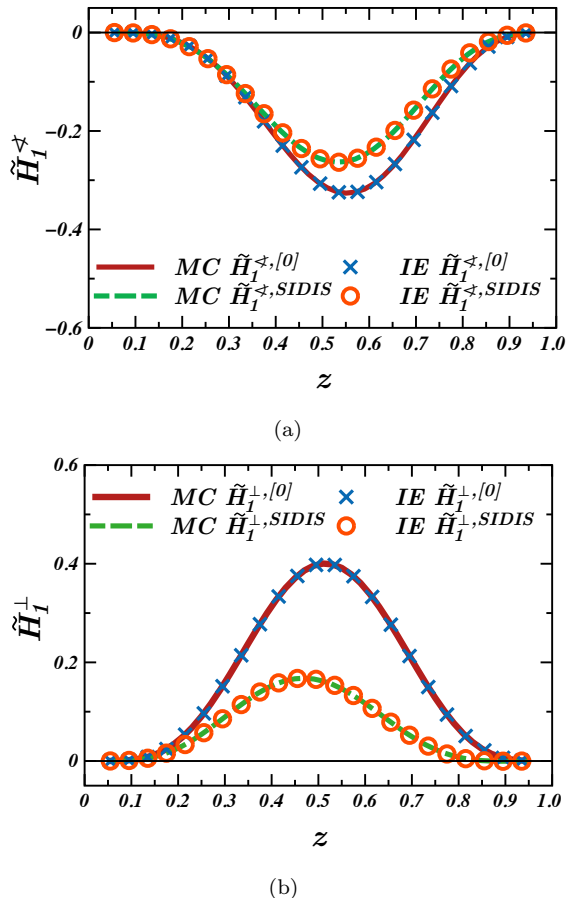 0
-0.2
-0.4
-0.6
H̃₁^∢
MC H̃₁^∢,[0] IE H̃₁^∢,[0]
MC H̃₁^∢,SIDIS IE H̃₁^∢,SIDIS
0 0.1 0.2 0.3 0.4 0.5 0.6 0.7 0.8 0.9 1.0
z
(a)
0.6
0.4
0.2
0
H̃₁^⊥
MC H̃₁^⊥,[0] IE H̃₁^⊥,[0]
MC H̃₁^⊥,SIDIS IE H̃₁^⊥,SIDIS
0 0.1 0.2 0.3 0.4 0.5 0.6 0.7 0.8 0.9 1.0
z
(b)